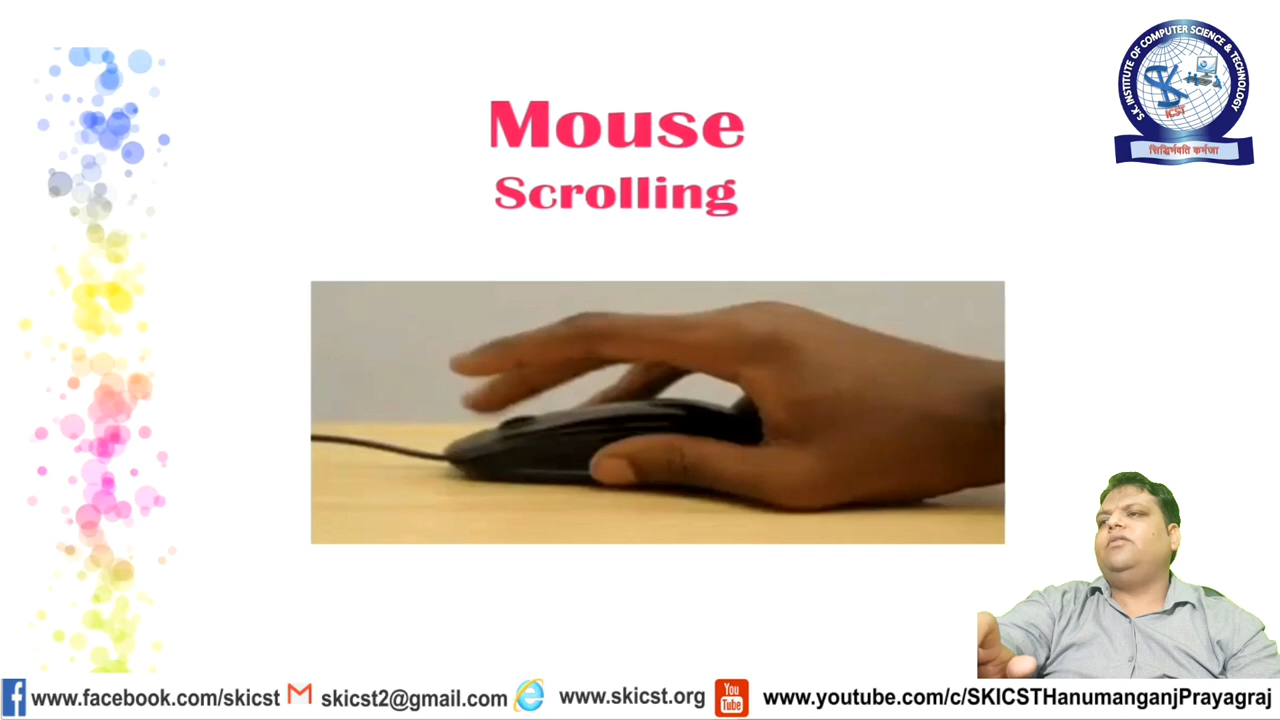 Mouse
Scrolling
S.K. INSTITUTE OF COMPUTER SCIENCE & TECHNOLOGY
SK
ICST
सिद्धिर्भवति कर्मजा
www.facebook.com/skicst
skicst2@gmail.com
www.skicst.org
You
Tube
www.youtube.com/c/SKICSTHanumanganjPrayagraj